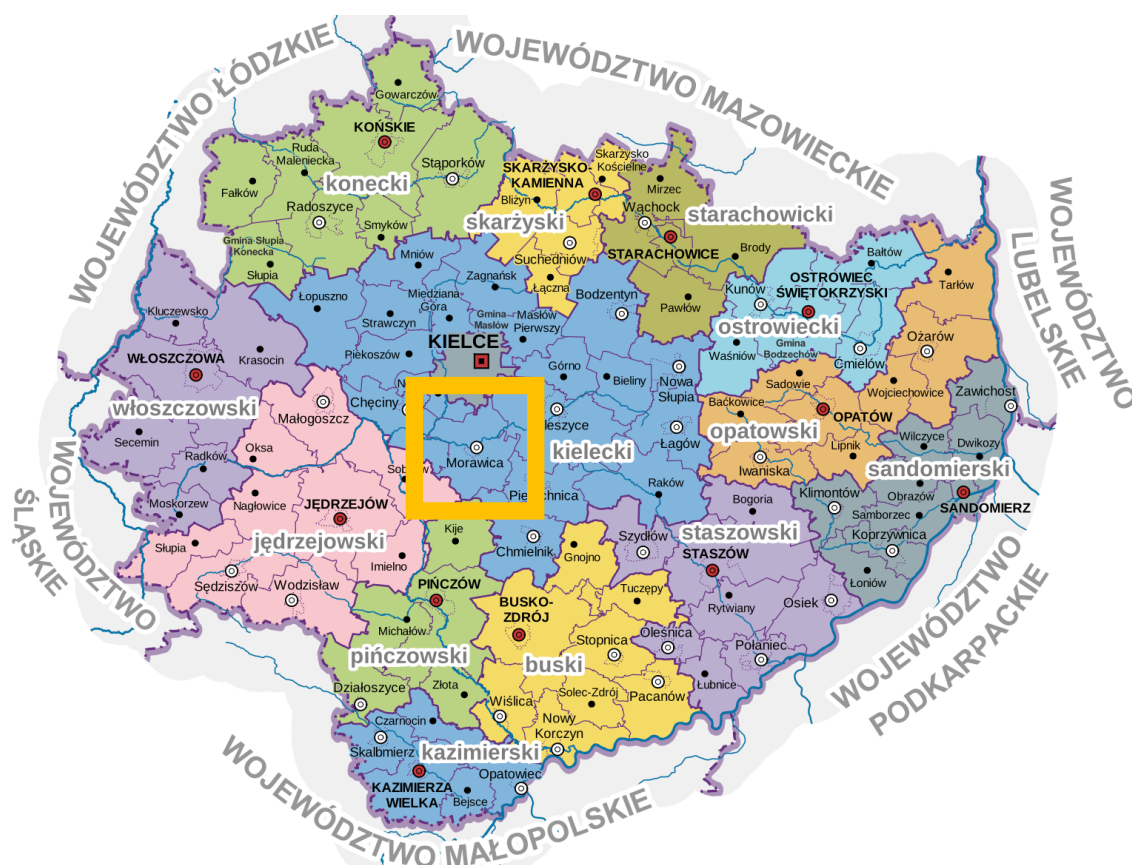 WOJEWÓDZTWO ŁÓDZKIE
WOJEWÓDZTWO MAZOWIECKIE
WOJEWÓDZTWO
LUBELSKIE
WOJEWÓDZTWO
PODKARPACKIE
WOJEWÓDZTWO MAŁOPOLSKIE
WOJEWÓDZTWO
ŚLĄSKIE
Gowarczów
KOŃSKIE
Ruda
Maleniecka
Stąporków
konecki
Fałków
Radoszyce
Smyków
Gmina Słupia
Konecka
Słupia
SKARŻYSKO-
KAMIENNA
Skarżysko
Kościelne
Bliżyn
skarżyski
Suchedniów
Łączna
Mirzec
Wąchock
starachowicki
STARACHOWICE
Brody
Pawłów
Bałtów
Kunów
OSTROWIEC
ŚWIĘTOKRZYSKI
ostrowiecki
Waśniów
Gmina
Bodzechów
Ćmielów
Tarłów
Ożarów
Sadowie
Wojciechowice
Baćkowice
OPATÓW
opatowski
Lipnik
Iwaniska
Zawichost
Wilczyce
Dwikozy
sandomierski
Klimontów
Obrazów
SANDOMIERZ
Samborzec
Koprzywnica
Łoniów
Mniów
Zagnańsk
Łopuszno
Miedziana
Góra
Bodzentyn
Strawczyn
Gmina
Masłów
Masłów
Pierwszy
KIELCE
Piekoszów
Górno
Bieliny
Nowa
Słupia
Chęciny
Łagów
kielecki
Morawica
Raków
Chmielnik
Kluczewsko
WŁOSZCZOWA
Krasocin
włoszczowski
Secemin
Radków
Moskorzew
Małogoszcz
Oksa
Nagłowice
JĘDRZEJÓW
jędrzejowski
Słupia
Imielno
Sędziszów
Wodzisław
Kije
PIŃCZÓW
Michałów
pińczowski
Działoszyce
Złota
Gnojno
BUSKO-
ZDRÓJ
Tuczępy
Stopnica
buski
Solec-Zdrój
Pacanów
Wiślica
Nowy
Korczyn
Bogoria
Szydłów
staszowski
STASZÓW
Rytwiany
Osiek
Oleśnica
Połaniec
Łubnice
Czarnocin
Skalbmierz
kazimierski
KAZIMIERZA
WIELKA
Opatowiec
Bejsce